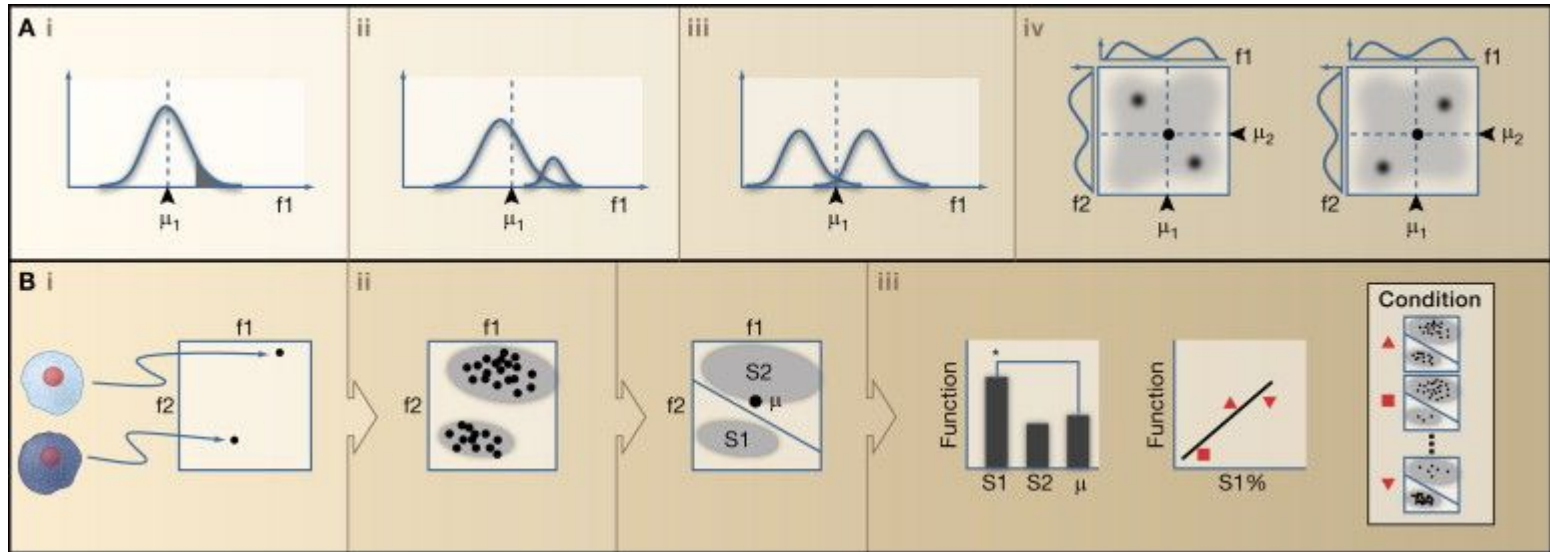 A i
f1
μ1
ii
f1
μ1
iii
f1
μ1
iv
f1
f2
μ2
μ1
f1
f2
μ2
μ1
B i
f1
f2
ii
f1
f2
f1
f2
S2
μ
S1
iii
Function
*
S1 S2 μ
Function
S1%
Condition